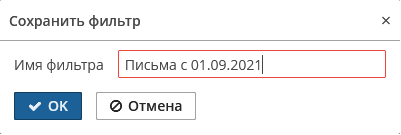 Сохранить фильтр ×
Имя фильтра Письма с 01.09.2021
OK Отмена